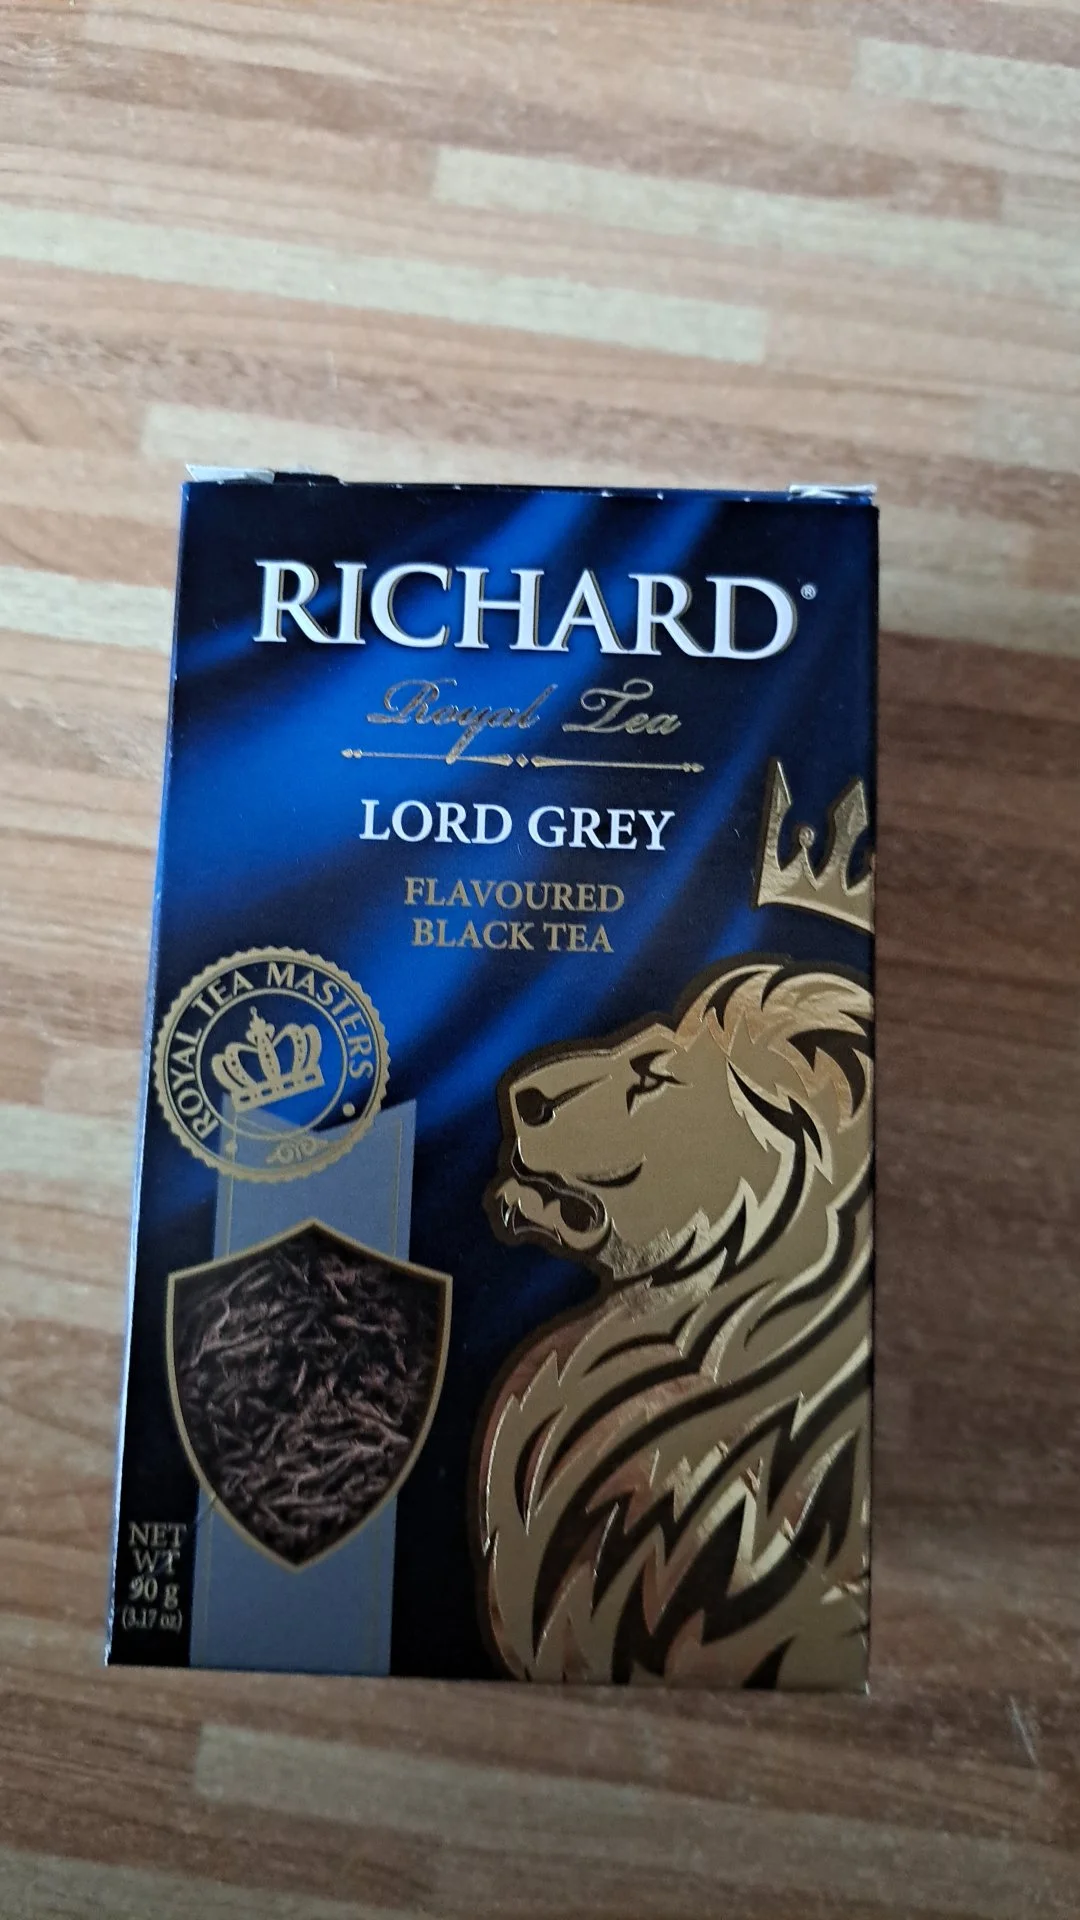 RICHARD®
Royal Tea
LORD GREY
FLAVOURED
BLACK TEA
ROYAL TEA MASTERS
NET
WT
90 g
(3.17 oz)